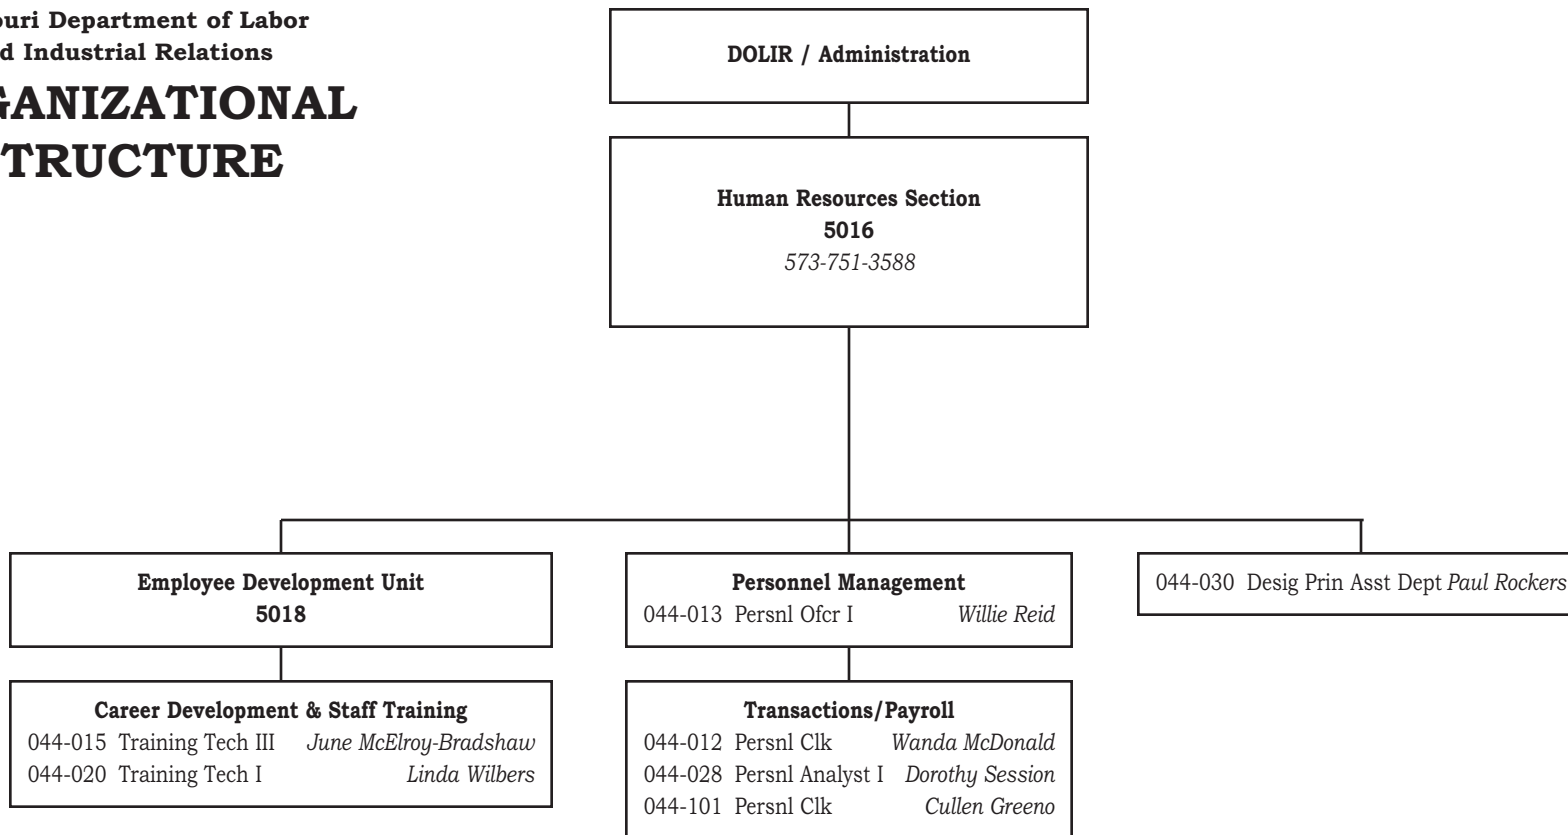 ouri Department of Labor
d Industrial Relations
GANIZATIONAL
TRUCTURE
DOLIR / Administration
Human Resources Section
5016
573-751-3588
Employee Development Unit
5018
Career Development & Staff Training
044-015 Training Tech III June McElroy-Bradshaw
044-020 Training Tech I Linda Wilbers
Personnel Management
044-013 Persnl Ofcr I Willie Reid
Transactions/Payroll
044-012 Persnl Clk Wanda McDonald
044-028 Persnl Analyst I Dorothy Session
044-101 Persnl Clk Cullen Greeno
044-030 Desig Prin Asst Dept Paul Rockers